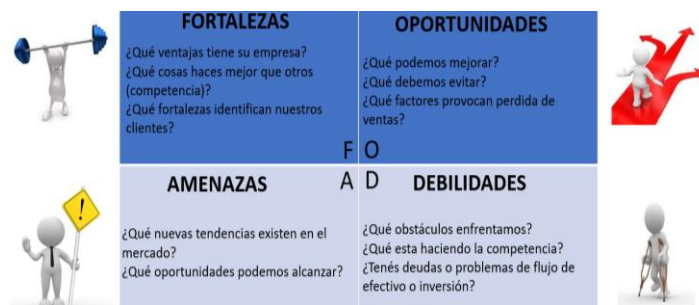 FORTALEZAS
¿Qué ventajas tiene su empresa?
¿Qué cosas haces mejor que otros
(competencia)?
¿Qué fortalezas identifican nuestros
clientes?
F
OPORTUNIDADES
¿Qué podemos mejorar?
¿Qué debemos evitar?
¿Qué factores provocan perdida de
ventas?
O
AMENAZAS
A
¿Qué nuevas tendencias existen en el
mercado?
¿Qué oportunidades podemos alcanzar?
D
DEBILIDADES
¿Qué obstáculos enfrentamos?
¿Qué esta haciendo la competencia?
¿Tenés deudas o problemas de flujo de
efectivo o inversión?
!